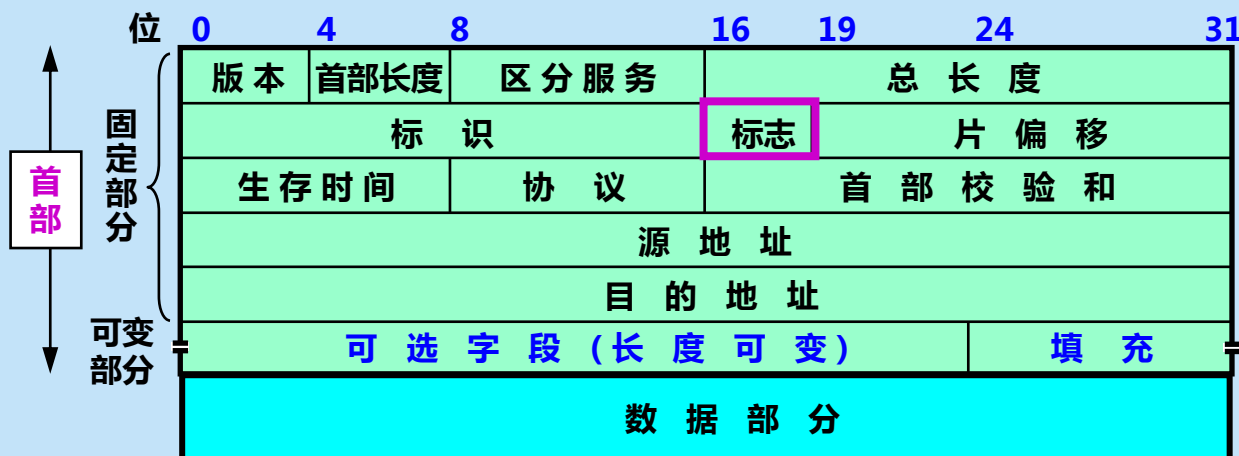 位 0 4 8 16 19 24 31
版本 首部长度 区分服务 总长度
标识 标志 片偏移
生存时间 协议 首部校验和
源地址
目的地址
可选字段(长度可变) 填充
数据部分
首部
固定部分
可变部分